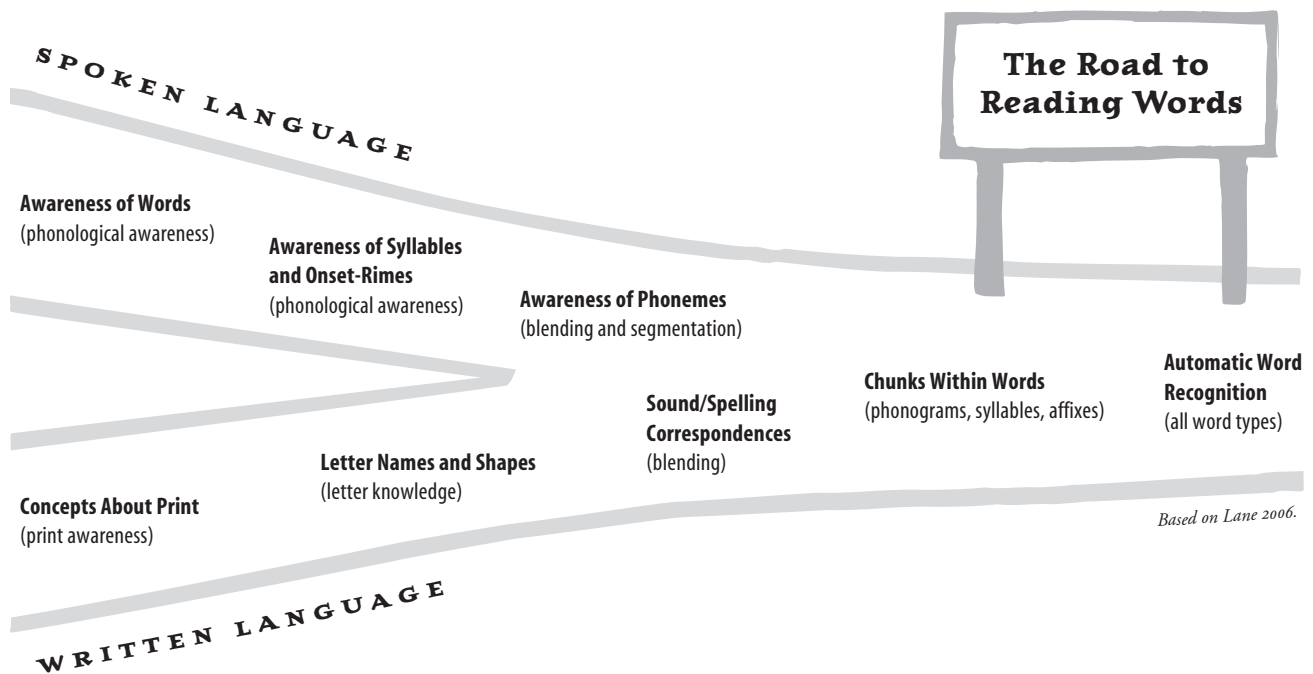 SPOKEN LANGUAGE
The Road to
Reading Words
Awareness of Words
(phonological awareness)
Awareness of Syllables
and Onset-Rimes
(phonological awareness)
Awareness of Phonemes
(blending and segmentation)
Concepts About Print
(print awareness)
Letter Names and Shapes
(letter knowledge)
Sound/Spelling
Correspondences
(blending)
Chunks Within Words
(phonograms, syllables, affixes)
Automatic Word
Recognition
(all word types)
Based on Lane 2006.
WRITTEN LANGUAGE